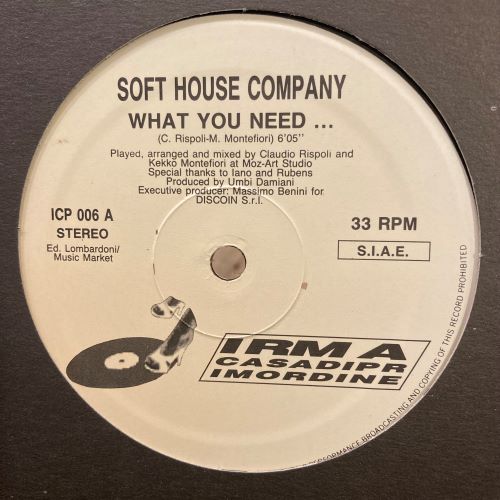 SOFT HOUSE COMPANY
WHAT YOU NEED ...
(C. Rispoli-M. Montefiori) 6'05''
Played, arranged and mixed by Claudio Rispoli and
Kekko Montefiori at Moz-Art Studio
Special thanks to Iano and Rubens
Produced by Umbi Damiani
Executive producer: Massimo Benini for
DISCOIN S.r.l.
ICP 006 A
STEREO
Ed. Lombardoni/
Music Market
33 RPM
S.I.A.E.
IRMA
CASADIPR
IMORDINE
PERFORMANCE, BROADCASTING AND COPYING OF THIS RECORD PROHIBITED